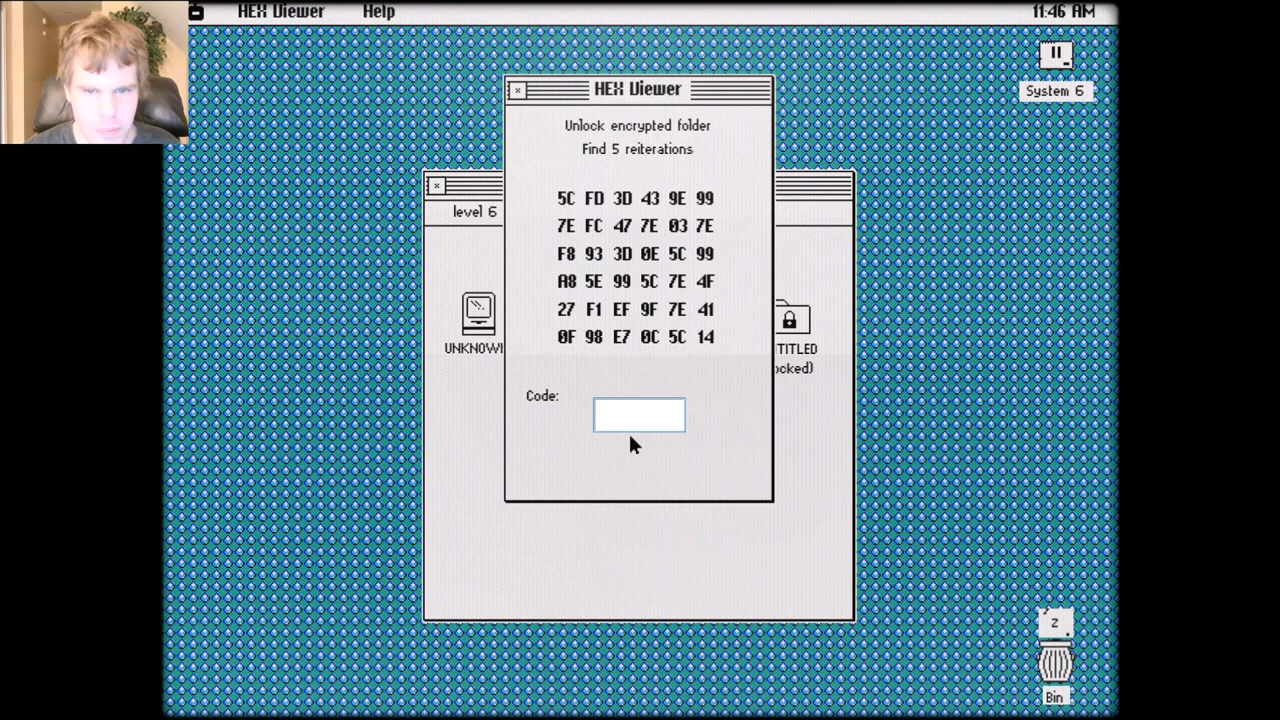 HEX Viewer Help 11:46 AM
System 6
HEX Viewer
Unlock encrypted folder
Find 5 reiterations
5C FD 3D 43 9E 99
7E FC 47 7E 03 7E
F8 93 3D 0E 5C 99
A8 5E 99 5C 7E 4F
27 F1 EF 9F 7E 41
0F 98 E7 0C 5C 14
Code:
level 6
UNKNOWN
TITLED
ocked)
z
Bin